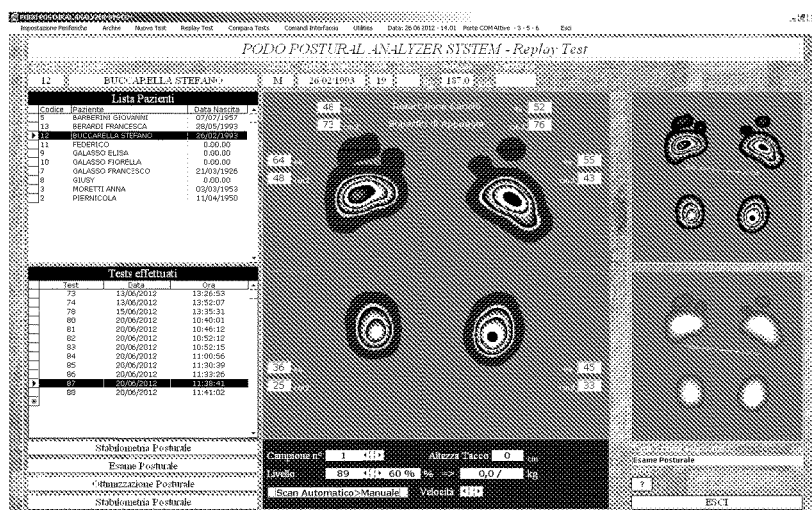 Impostazione Periferiche Archivi Nuovo Test Replay Test Compara Tests Comandi Interfaccia Utilities Data: 26 06 2012 - 14.01 Porte COM Attive - 3 - 5 - 6 Esci
PODO POSTURAL ANALYZER SYSTEM - Replay Test
12 BUCCARELLA STEFANO M 26/02/1993 19 187.0
Lista Pazienti
Codice Paziente Data Nascita
5 BARBERINI GIOVANNI 07/07/1957
13 BERARDI FRANCESCA 28/05/1993
12 BUCCARELLA STEFANO 26/02/1993
11 FEDERICO 0.00.00
9 GALASSO ELISA 0.00.00
10 GALASSO FIORELLA 0.00.00
7 GALASSO FRANCESCO 21/03/1926
8 GIUSY 0.00.00
3 MORETTI ANNA 03/03/1953
2 PIERNICOLA 11/04/1950
48 52
73 76
64 55
48 43
36 45
25 33
Tests effettuati
Test Data Ora
73 13/06/2012 13:26:53
74 13/06/2012 13:52:07
78 15/06/2012 13:35:31
80 20/06/2012 10:40:01
81 20/06/2012 10:46:12
82 20/06/2012 10:52:12
83 20/06/2012 10:52:15
84 20/06/2012 11:00:56
85 20/06/2012 11:30:39
86 20/06/2012 11:33:26
87 20/06/2012 11:38:41
88 20/06/2012 11:41:02
Stabilometria Posturale
Esame Posturale
Ottimizzazione Posturale
Stabilometria Posturale
Campione n° 1 Altezza Tacco 0 cm
Livello 89 60 % % => 0,0 / kg
Scan Automatico>Manuale Velocità
Esame Posturale
?
ESCI